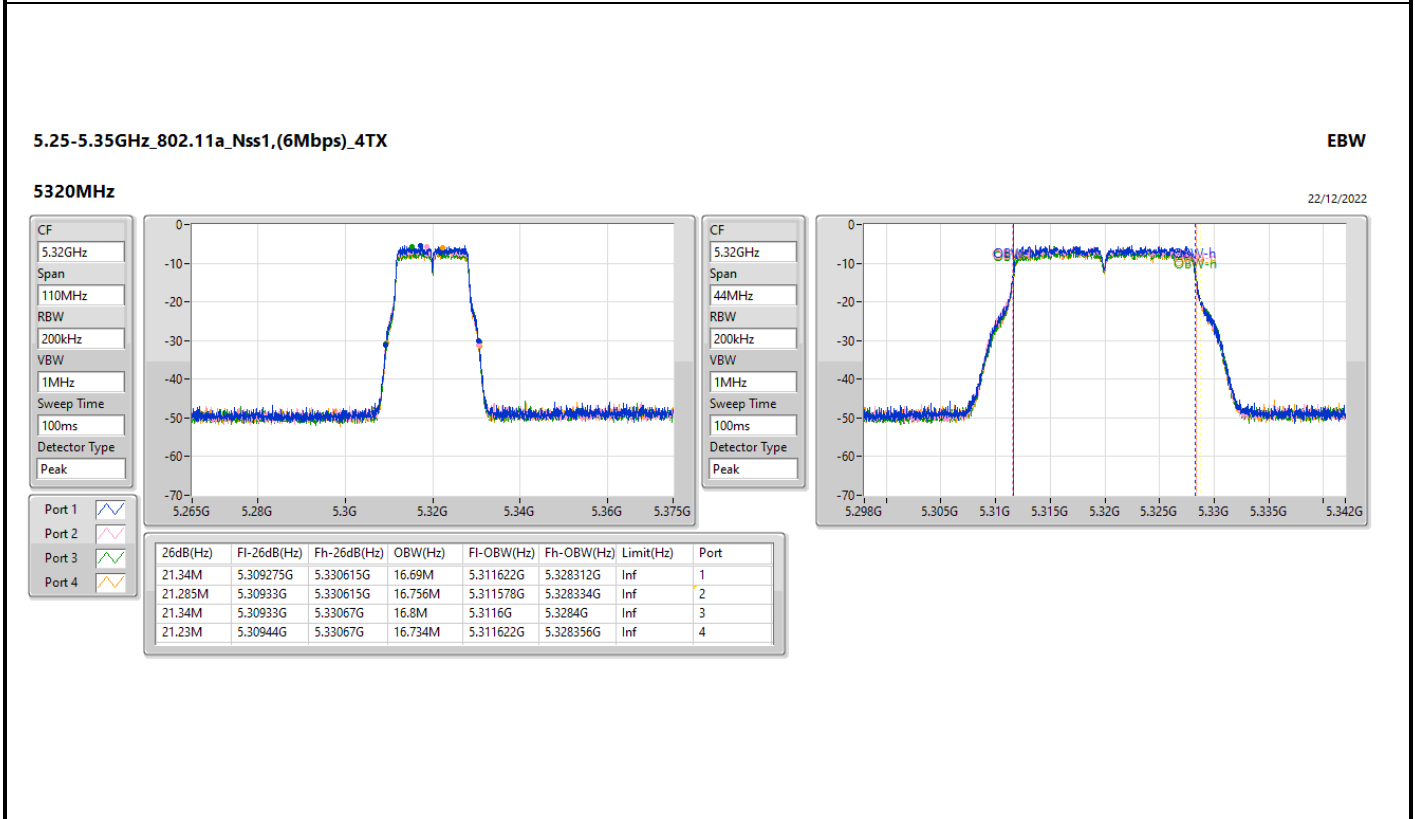 5.25-5.35GHz_802.11a_Nss1,(6Mbps)_4TX
EBW
5320MHz
22/12/2022
CF
5.32GHz
Span
110MHz
RBW
200kHz
VBW
1MHz
Sweep Time
100ms
Detector Type
Peak
Port 1
Port 2
Port 3
Port 4
0
-10
-20
-30
-40
-50
-60
-70
5.265G 5.28G 5.3G 5.32G 5.34G 5.36G 5.375G
CF
5.32GHz
Span
44MHz
RBW
200kHz
VBW
1MHz
Sweep Time
100ms
Detector Type
Peak
0
-10
-20
-30
-40
-50
-60
-70
OBW-h
5.298G 5.305G 5.31G 5.315G 5.32G 5.325G 5.33G 5.335G 5.342G
26dB(Hz) Fl-26dB(Hz) Fh-26dB(Hz) OBW(Hz) Fl-OBW(Hz) Fh-OBW(Hz) Limit(Hz) Port
21.34M 5.309275G 5.330615G 16.69M 5.311622G 5.328312G Inf 1
21.285M 5.30933G 5.330615G 16.756M 5.311578G 5.328334G Inf 2
21.34M 5.30933G 5.33067G 16.8M 5.3116G 5.3284G Inf 3
21.23M 5.30944G 5.33067G 16.734M 5.311622G 5.328356G Inf 4